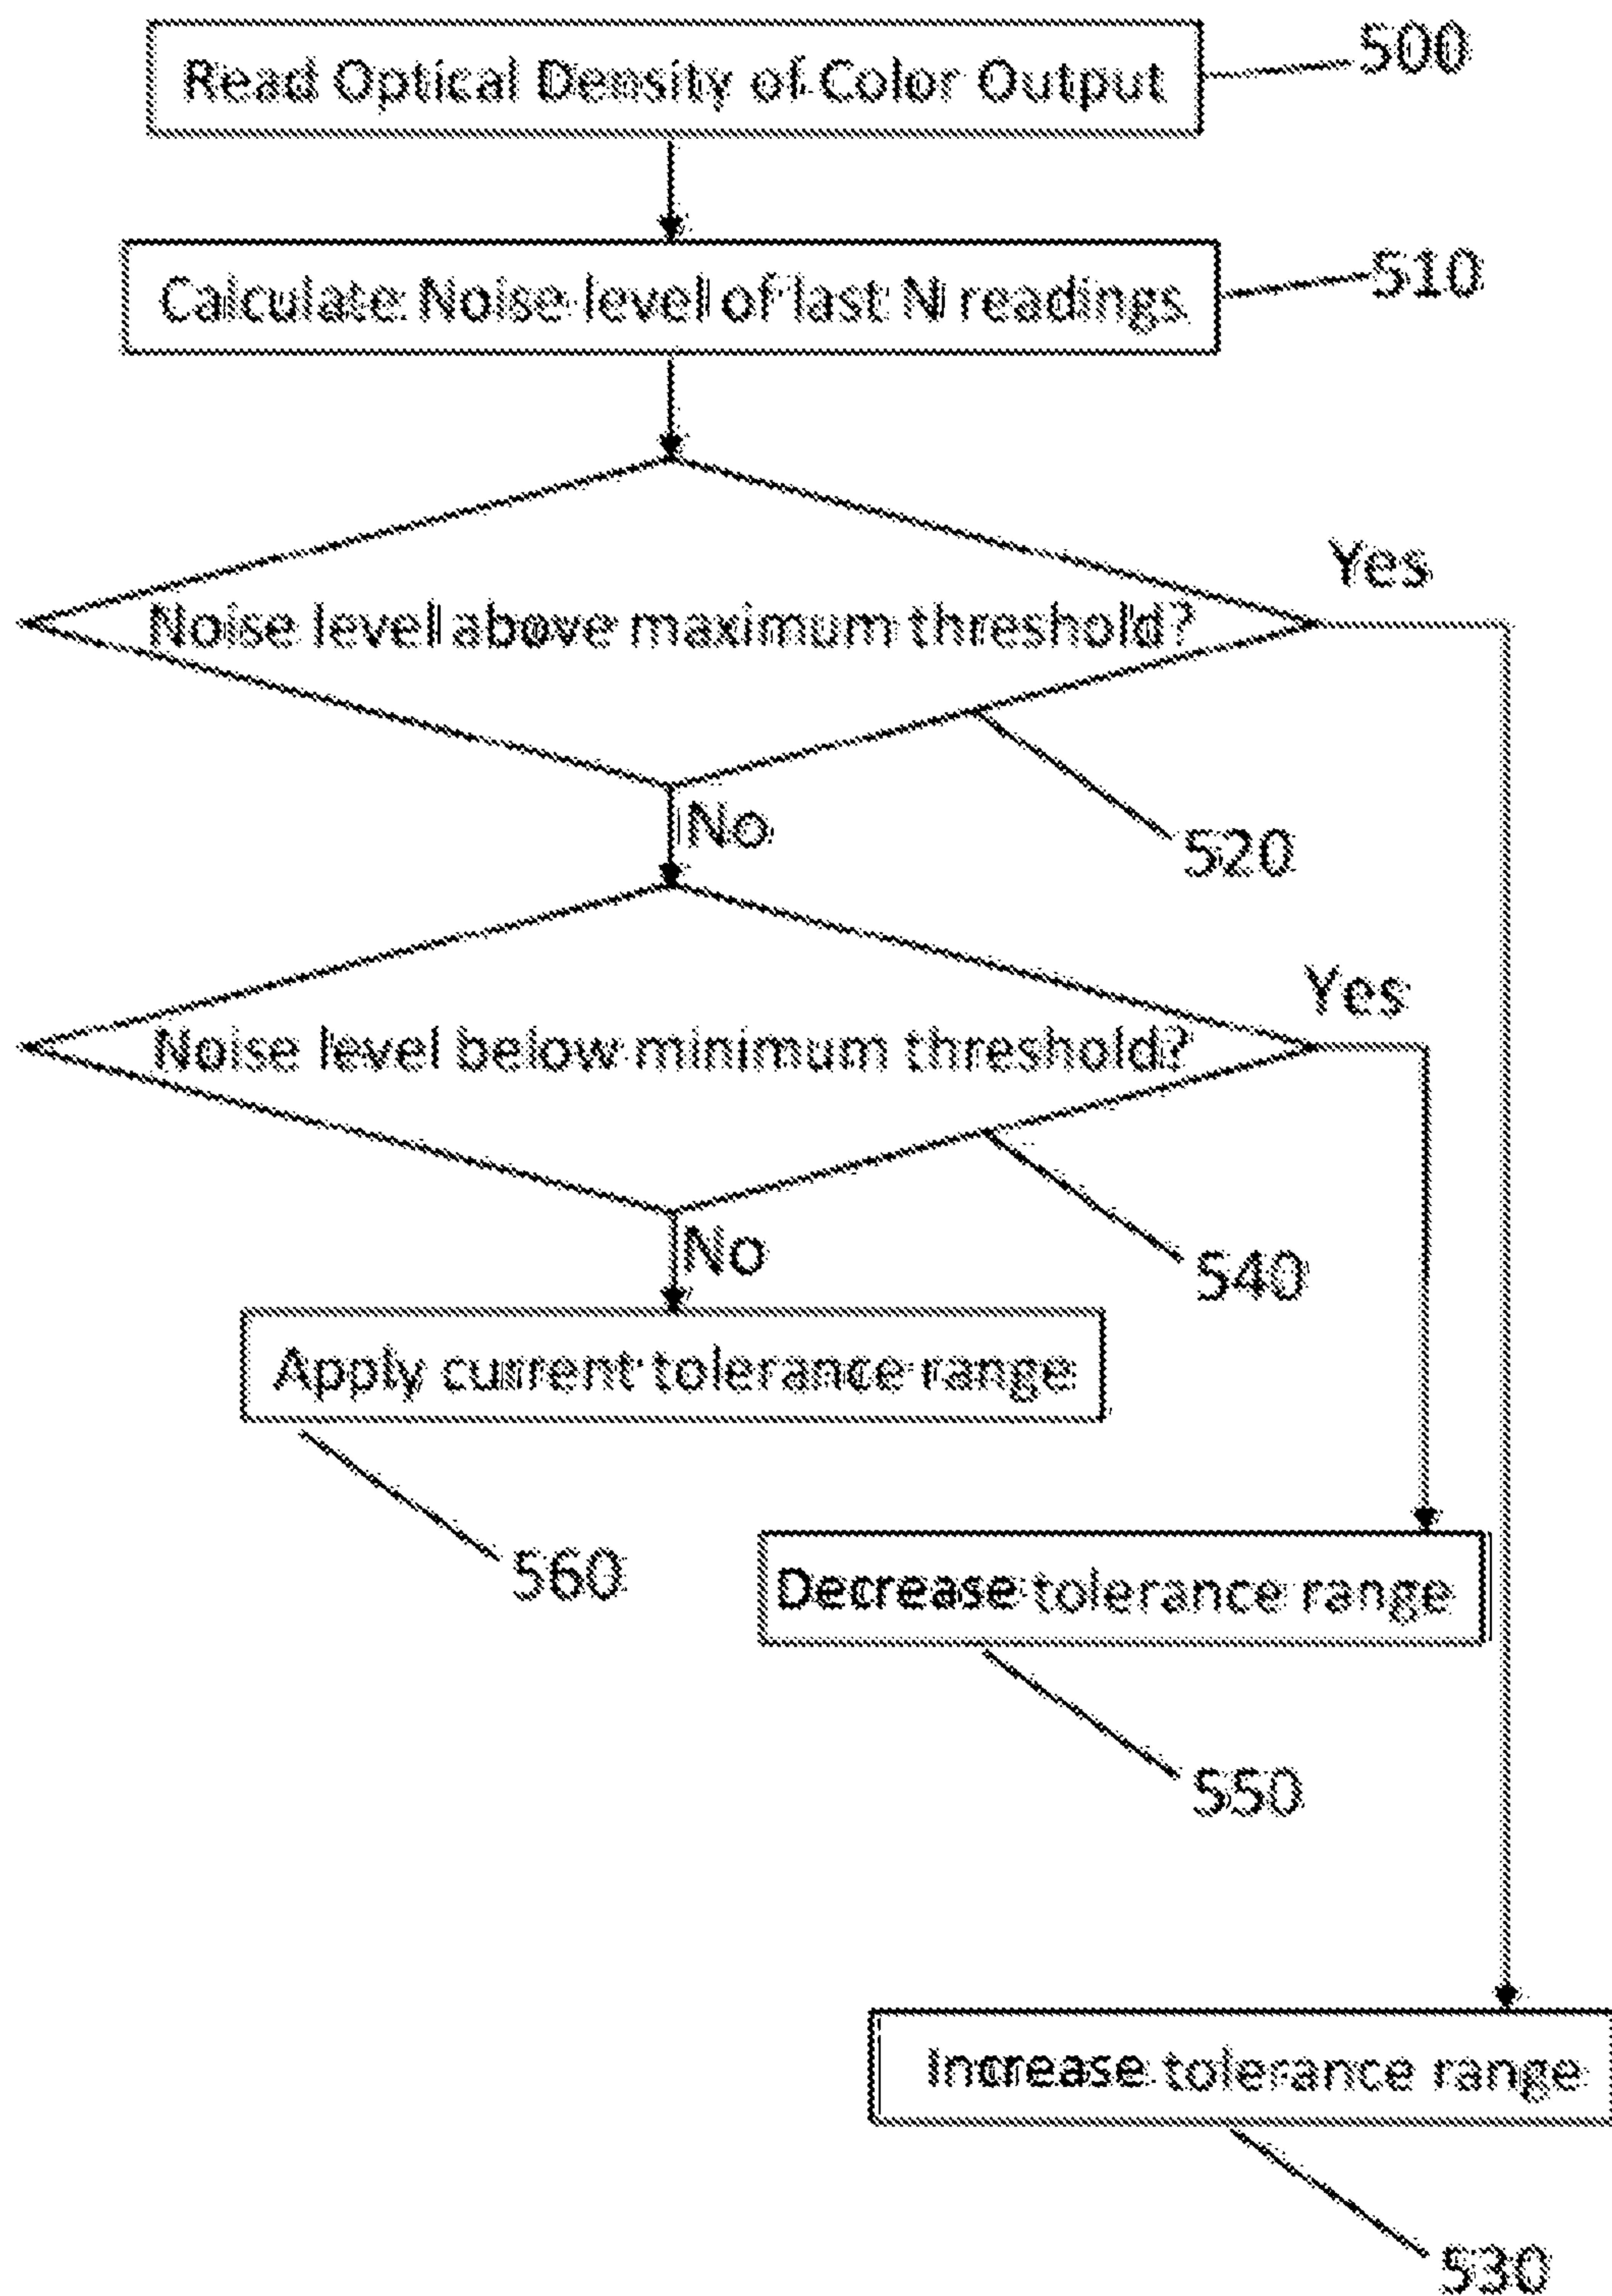 Read Optical Density of Color Output
500
Calculate Noise level of last N readings
510
Yes
Noise level above maximum threshold?
No
520
Yes
Noise level below minimum threshold?
No
540
Apply current tolerance range
560
Decrease tolerance range
550
Increase tolerance range
530